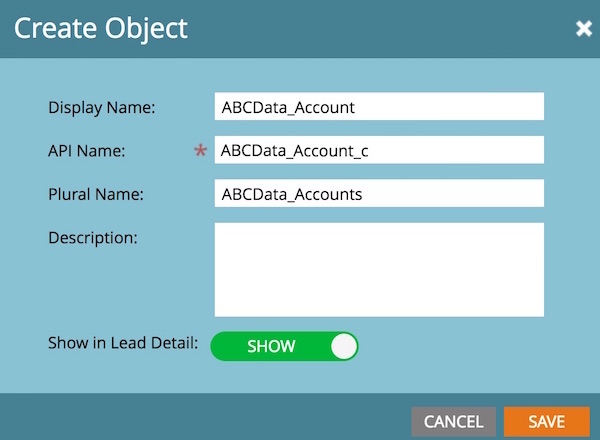 Create Object
Display Name: ABCData_Account
API Name: * ABCData_Account_c
Plural Name: ABCData_Accounts
Description:
Show in Lead Detail: SHOW
CANCEL SAVE